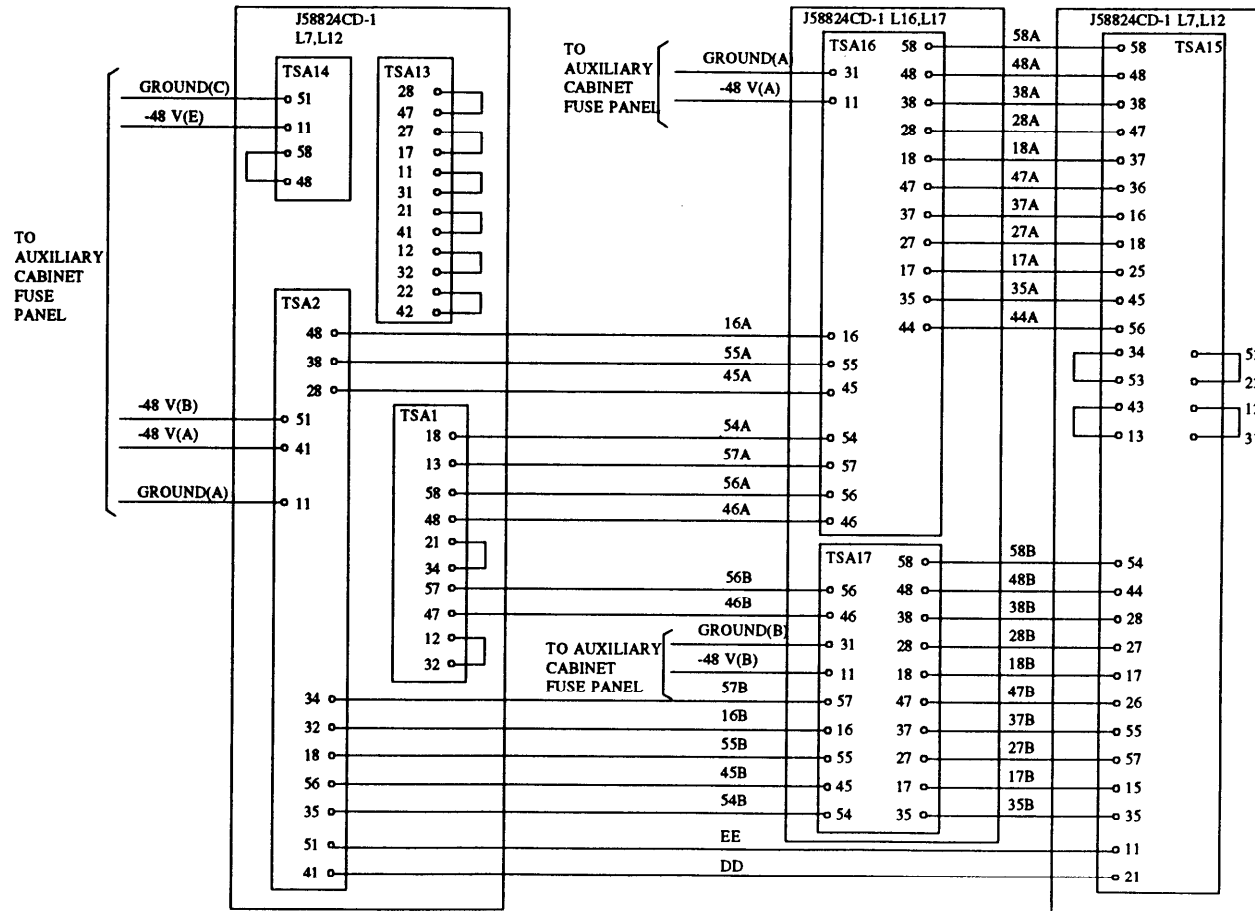 J58824CD-1
L7,L12
TSA14
GROUND(C)
51
-48 V(E)
11
58
48
TSA13
28
47
27
17
11
31
21
41
12
32
22
42
TO
AUXILIARY
CABINET
FUSE
PANEL
TSA2
48
38
28
-48 V(B)
51
-48 V(A)
41
GROUND(A)
11
34
32
18
56
35
51
41
TSA1
18
13
58
48
21
34
57
47
12
32
16A
55A
45A
54A
57A
56A
46A
56B
46B
GROUND(B)
-48 V(B)
57B
16B
55B
45B
54B
EE
DD
TO AUXILIARY
CABINET
FUSE PANEL
TO
AUXILIARY
CABINET
FUSE PANEL
GROUND(A)
-48 V(A)
J58824CD-1 L16,L17
TSA16
31
11
16
55
45
54
57
56
46
58
48
38
28
18
47
37
27
17
35
44
TSA17
56
46
31
11
57
16
55
45
54
58
48
38
28
18
47
37
27
17
35
58A
48A
38A
28A
18A
47A
37A
27A
17A
35A
44A
58B
48B
38B
28B
18B
47B
37B
27B
17B
35B
J58824CD-1 L7,L12
TSA15
58
48
38
47
37
36
16
18
25
45
56
34
53
43
13
54
44
28
27
17
26
55
57
15
35
11
21